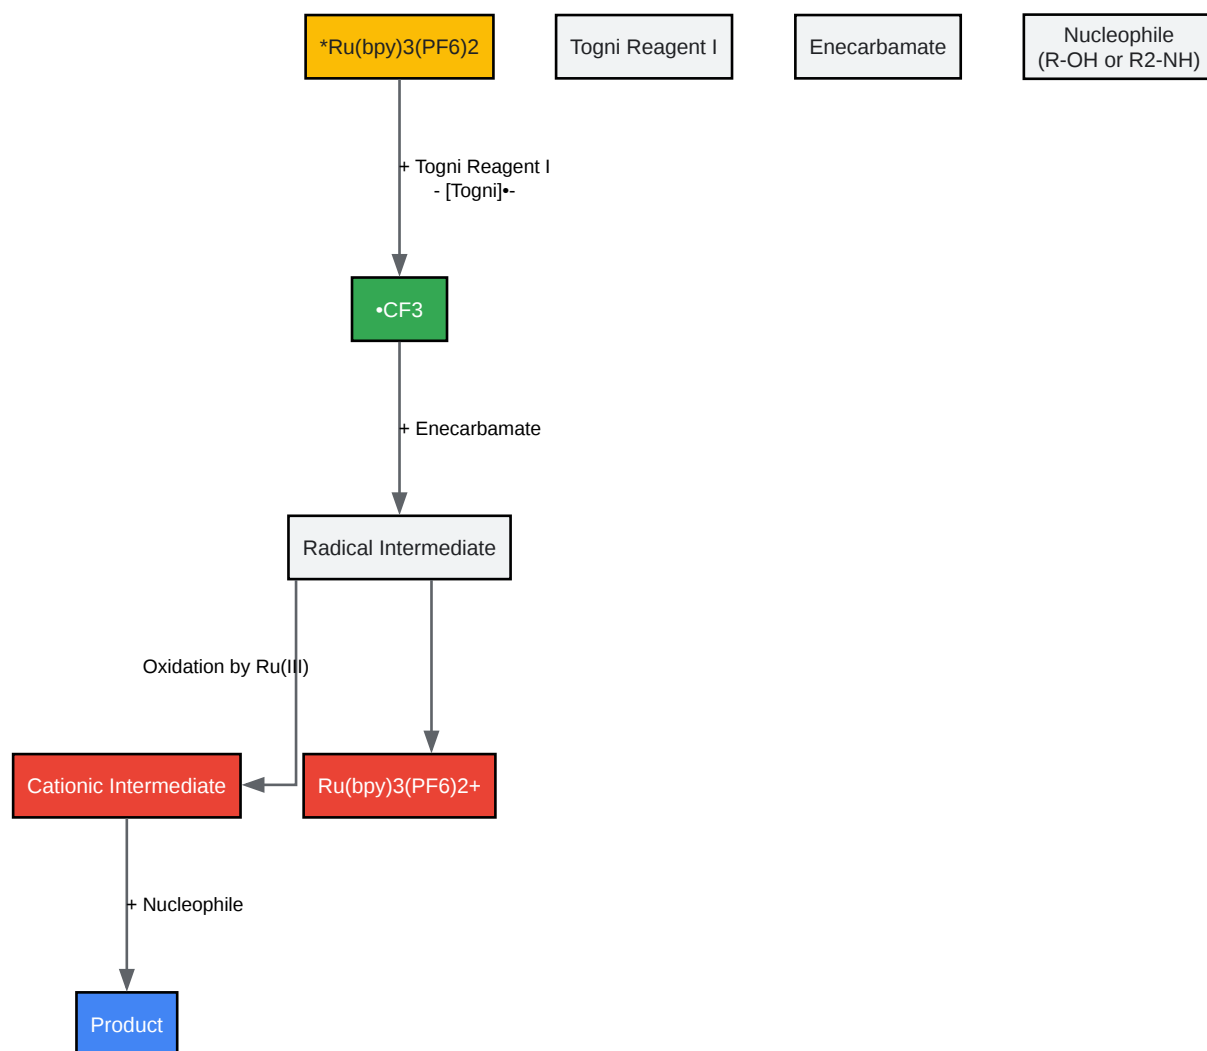 *Ru(bpy)3(PF6)2
Togni Reagent I
Enecarbamate
Nucleophile
(R-OH or R2-NH)
+ Togni Reagent I
- [Togni]•-
•CF3
+ Enecarbamate
Radical Intermediate
Oxidation by Ru(III)
Cationic Intermediate
Ru(bpy)3(PF6)2+
+ Nucleophile
Product